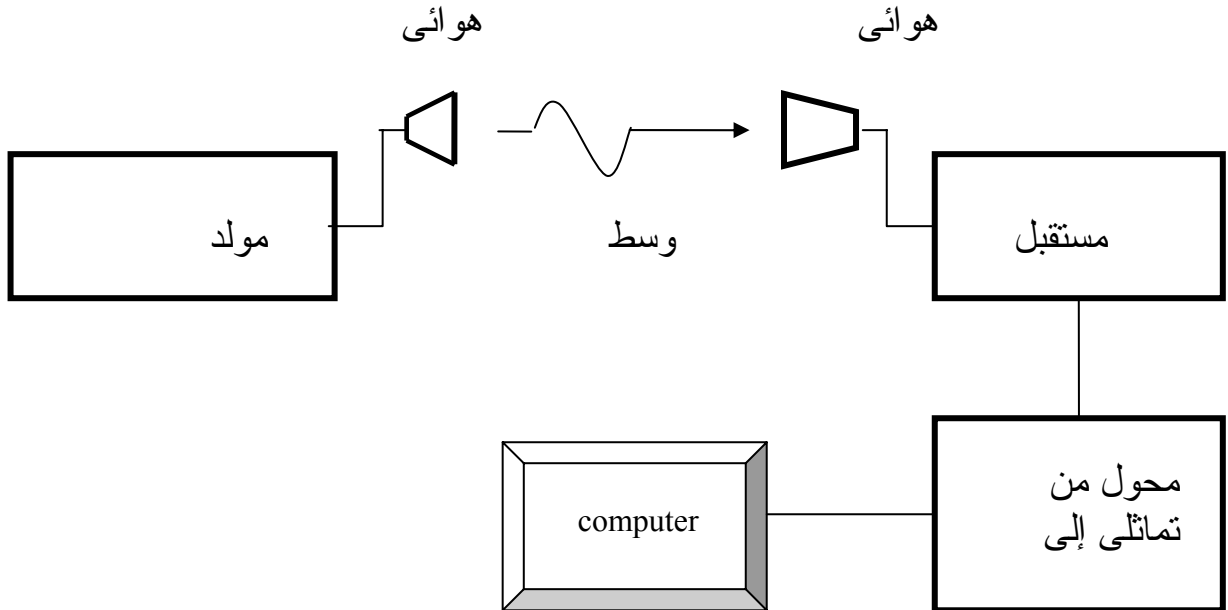 هوائى
هوائى
مولد
وسط
مستقبل
محول من
تماثلى إلى
computer